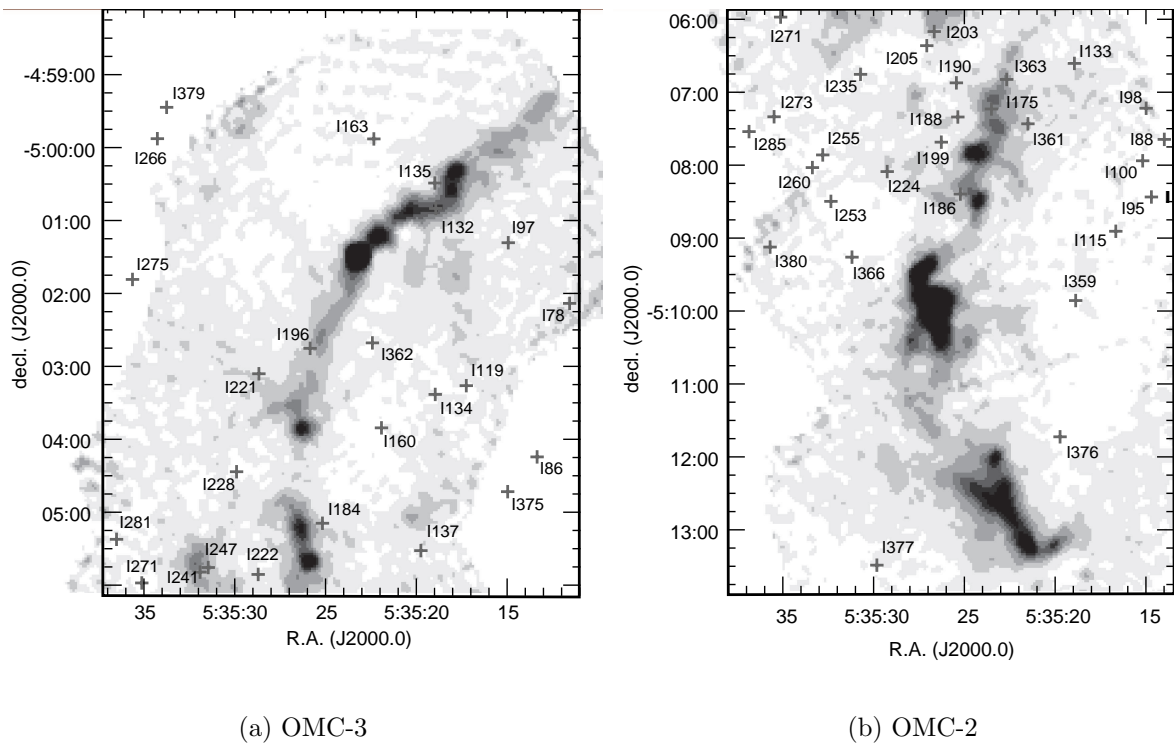 -4:59:00
-5:00:00
01:00
02:00
03:00
04:00
05:00
decl. (J2000.0)
I379
I266
I163
I135
I132
I97
I275
I78
I196
I362
I221
I119
I134
I160
I86
I228
I375
I184
I281
I137
I247
I222
I271
I241
35
5:35:30
25
5:35:20
15
R.A. (J2000.0)
(a) OMC-3
06:00
07:00
08:00
09:00
-5:10:00
11:00
12:00
13:00
decl. (J2000.0)
I271
I203
I205
I133
I235
I190
I363
I273
I98
I175
I188
I361
I285
I255
I88
I199
I260
I224
I100
I186
I95
I
I253
I115
I380
I366
I359
I376
I377
35
5:35:30
25
5:35:20
15
R.A. (J2000.0)
(b) OMC-2